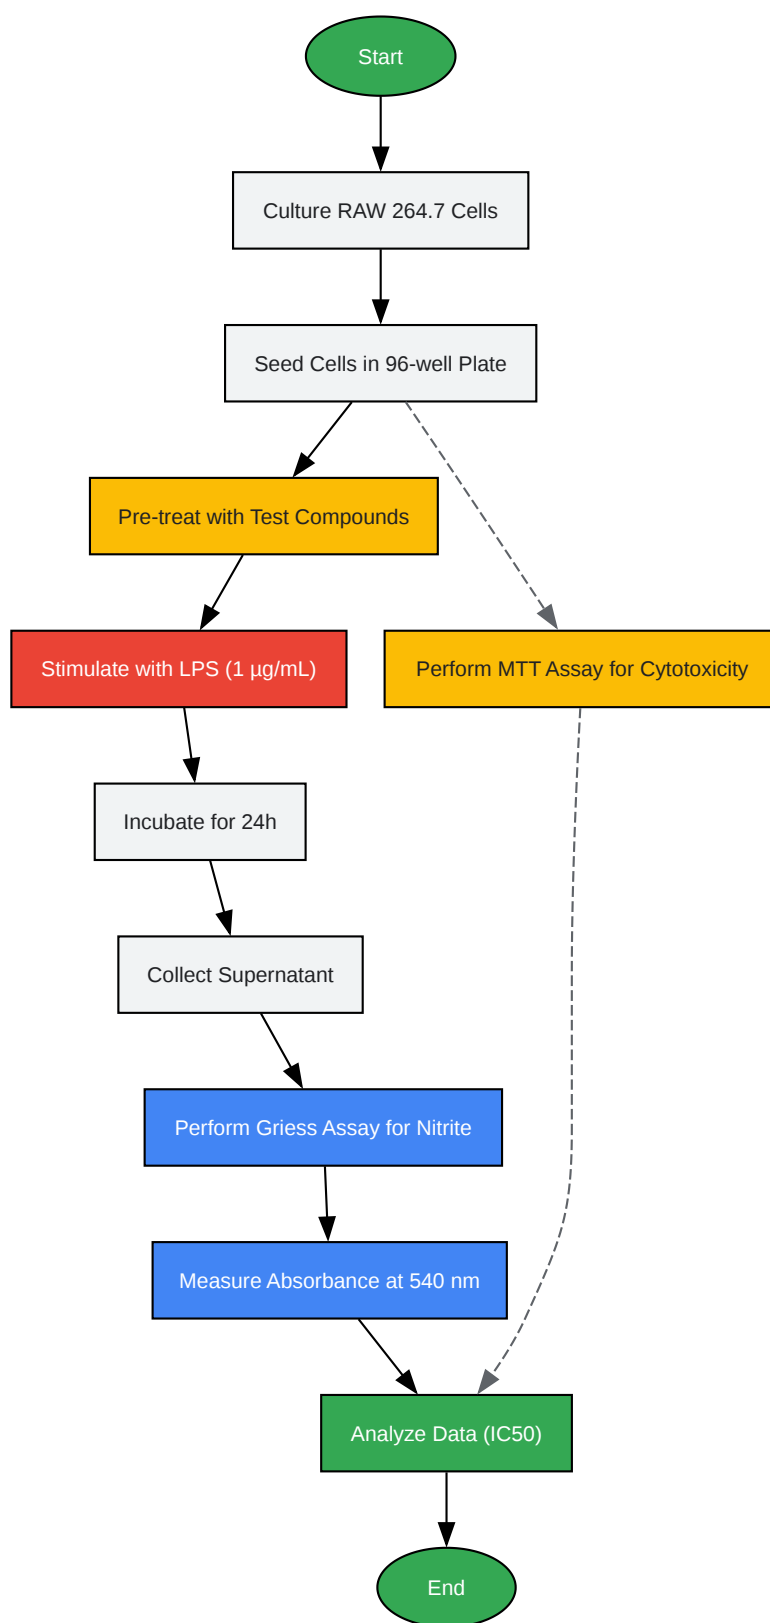 Start
Culture RAW 264.7 Cells
Seed Cells in 96-well Plate
Pre-treat with Test Compounds
Stimulate with LPS (1 µg/mL)
Perform MTT Assay for Cytotoxicity
Incubate for 24h
Collect Supernatant
Perform Griess Assay for Nitrite
Measure Absorbance at 540 nm
Analyze Data (IC50)
End